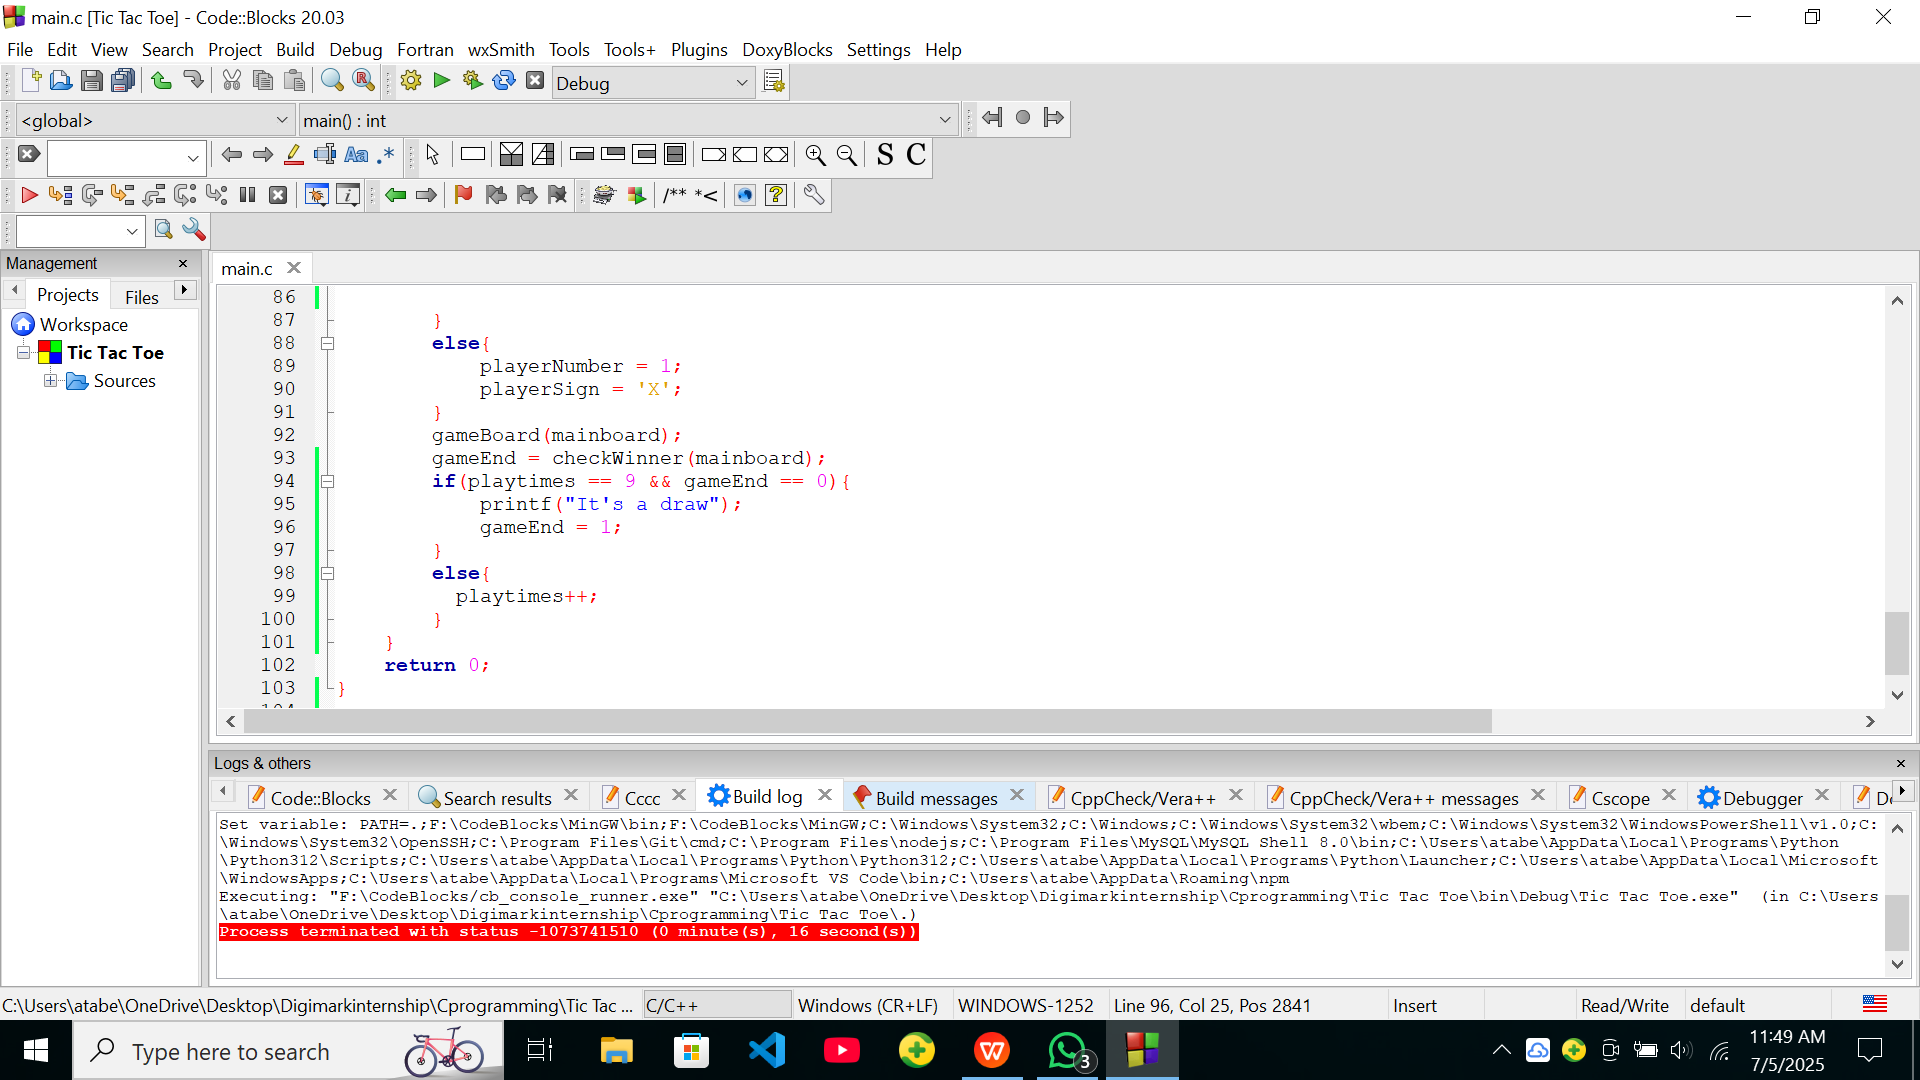 main.c [Tic Tac Toe] - Code::Blocks 20.03
File Edit View Search Project Build Debug Fortran wxSmith Tools Tools+ Plugins DoxyBlocks Settings Help
Debug
<global> main() : int
Aa .* S C
/** *<
Management
main.c
Projects Files
Workspace
Tic Tac Toe
Sources
86
87 }
88 else{
89 playerNumber = 1;
90 playerSign = 'X';
91 }
92 gameBoard(mainboard);
93 gameEnd = checkWinner(mainboard);
94 if(playtimes == 9 && gameEnd == 0){
95 printf("It's a draw");
96 gameEnd = 1;
97 }
98 else{
99 playtimes++;
100 }
101 }
102 return 0;
103 }
Logs & others
Code::Blocks Search results Cccc Build log Build messages CppCheck/Vera++ CppCheck/Vera++ messages Cscope Debugger
Set variable: PATH=.;F:\CodeBlocks\MinGW\bin;F:\CodeBlocks\MinGW;C:\Windows\System32;C:\Windows;C:\Windows\System32\wbem;C:\Windows\System32\WindowsPowerShell\v1.0;C:
\Windows\System32\OpenSSH;C:\Program Files\Git\cmd;C:\Program Files\nodejs;C:\Program Files\MySQL\MySQL Shell 8.0\bin;C:\Users\atabe\AppData\Local\Programs\Python
\Python312\Scripts;C:\Users\atabe\AppData\Local\Programs\Python\Python312;C:\Users\atabe\AppData\Local\Programs\Python\Launcher;C:\Users\atabe\AppData\Local\Microsoft
\WindowsApps;C:\Users\atabe\AppData\Local\Programs\Microsoft VS Code\bin;C:\Users\atabe\AppData\Roaming\npm
Executing: "F:\CodeBlocks/cb_console_runner.exe" "C:\Users\atabe\OneDrive\Desktop\Digimarkinternship\Cprogramming\Tic Tac Toe\bin\Debug\Tic Tac Toe.exe"  (in C:\Users
\atabe\OneDrive\Desktop\Digimarkinternship\Cprogramming\Tic Tac Toe\.)
Process terminated with status -1073741510 (0 minute(s), 16 second(s))
C:\Users\atabe\OneDrive\Desktop\Digimarkinternship\Cprogramming\Tic Tac ... C/C++ Windows (CR+LF) WINDOWS-1252 Line 96, Col 25, Pos 2841 Insert Read/Write default
Type here to search
3
11:49 AM
7/5/2025